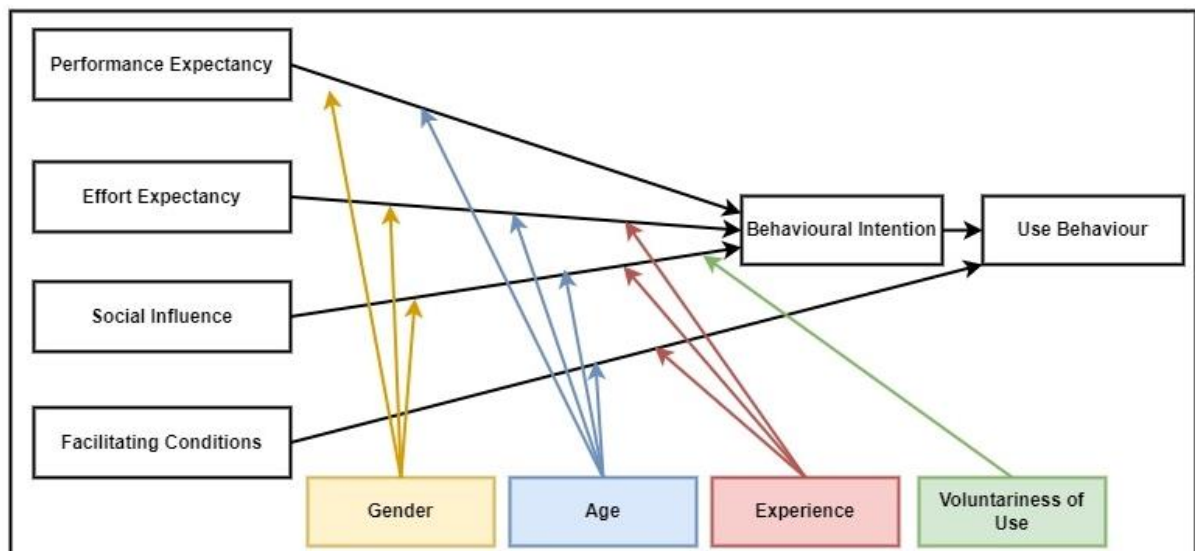 Performance Expectancy
Effort Expectancy
Behavioural Intention
Use Behaviour
Social Influence
Facilitating Conditions
Gender
Age
Experience
Voluntariness of
Use